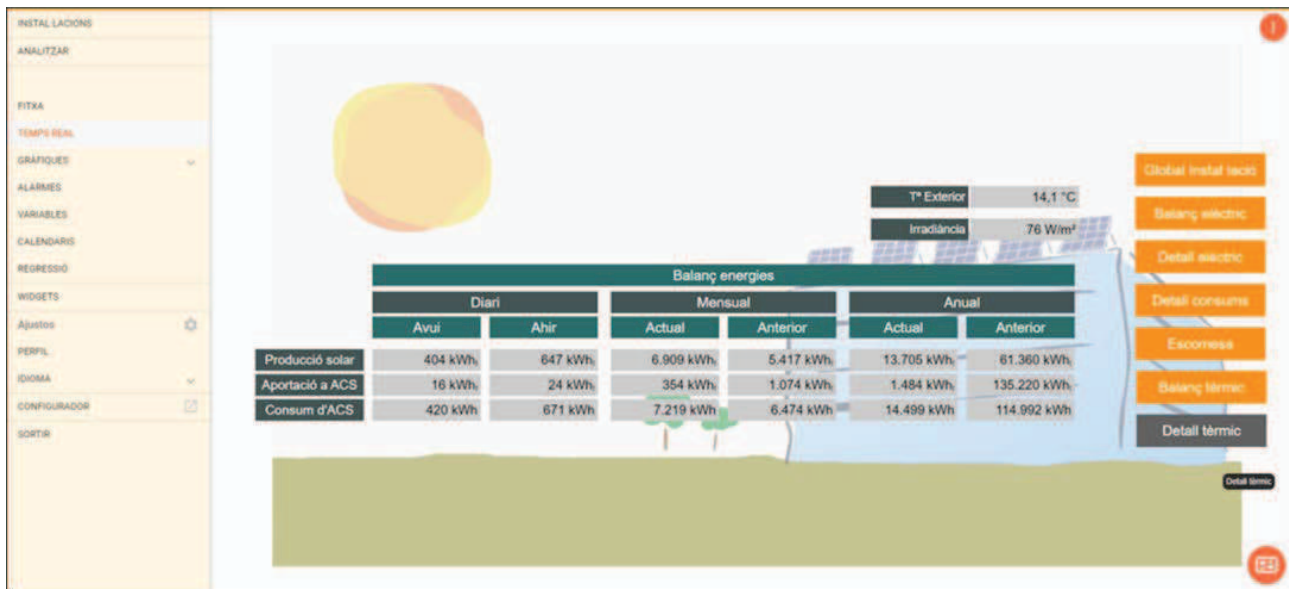 INSTAL·LACIONS
ANALITZAR
FITXA
TEMPS REAL
GRÀFIQUES
ALARMES
VARIABLES
CALENDARIS
REGRESSIÓ
WIDGETS
Ajustos
PERFIL
IDIOMA
CONFIGURADOR
SORTIR
Tª Exterior 14,1 °C
Irradiància 76 W/m²
Balanç energies
Diari Mensual Anual
Avui Ahir Actual Anterior Actual Anterior
Producció solar 404 kWh 647 kWh 6.909 kWh 5.417 kWh 13.705 kWh 61.360 kWh
Aportació a ACS 16 kWh 24 kWh 354 kWh 1.074 kWh 1.484 kWh 135.220 kWh
Consum d'ACS 420 kWh 671 kWh 7.219 kWh 6.474 kWh 14.499 kWh 114.992 kWh
Global instal·lació
Balanç elèctric
Detall elèctric
Detall consums
Escomesa
Balanç tèrmic
Detall tèrmic
Detall tèrmic